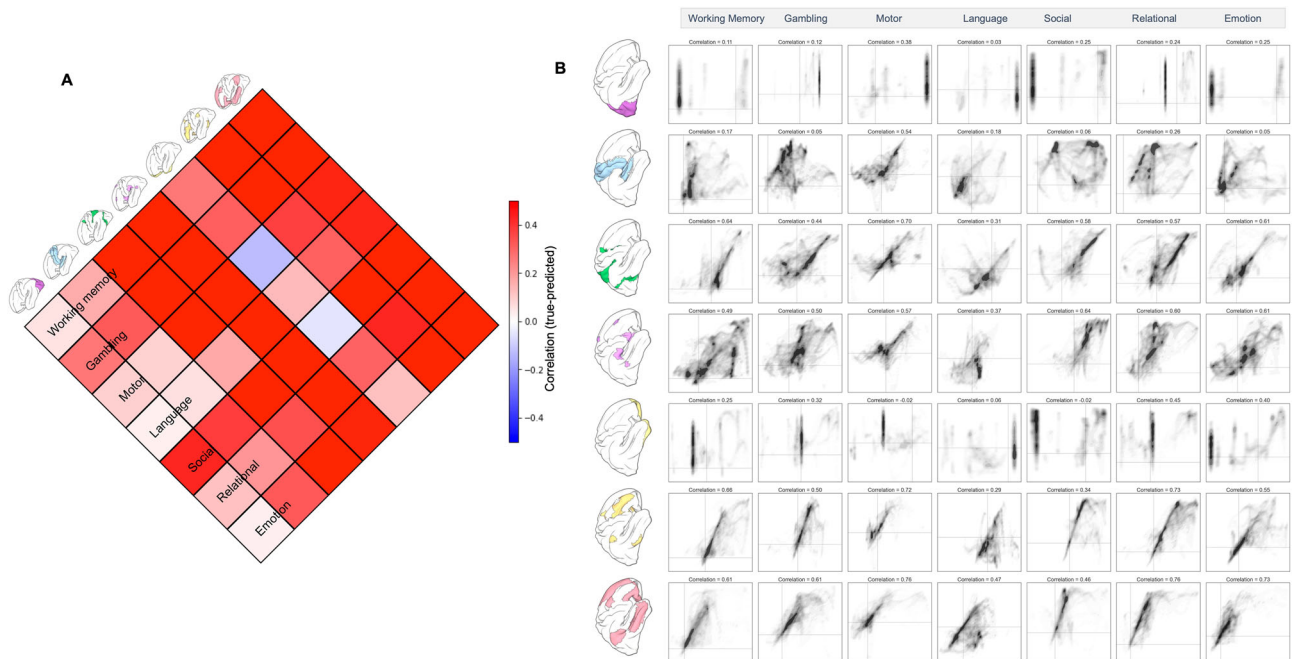 A
Working memory
Gambling
Motor
Language
Social
Relational
Emotion
0.4
0.2
0.0
−0.2
−0.4
Correlation (true-predicted)
B
Working Memory Gambling Motor Language Social Relational Emotion
Correlation = 0.11 Correlation = 0.12 Correlation = 0.38 Correlation = 0.03 Correlation = 0.25 Correlation = 0.24 Correlation = 0.25
Correlation = 0.17 Correlation = 0.05 Correlation = 0.54 Correlation = 0.18 Correlation = 0.06 Correlation = 0.26 Correlation = 0.05
Correlation = 0.64 Correlation = 0.44 Correlation = 0.70 Correlation = 0.31 Correlation = 0.58 Correlation = 0.57 Correlation = 0.61
Correlation = 0.49 Correlation = 0.50 Correlation = 0.57 Correlation = 0.37 Correlation = 0.64 Correlation = 0.60 Correlation = 0.61
Correlation = 0.25 Correlation = 0.32 Correlation = -0.02 Correlation = 0.06 Correlation = -0.02 Correlation = 0.45 Correlation = 0.40
Correlation = 0.66 Correlation = 0.50 Correlation = 0.72 Correlation = 0.29 Correlation = 0.34 Correlation = 0.73 Correlation = 0.55
Correlation = 0.61 Correlation = 0.61 Correlation = 0.76 Correlation = 0.47 Correlation = 0.46 Correlation = 0.76 Correlation = 0.73